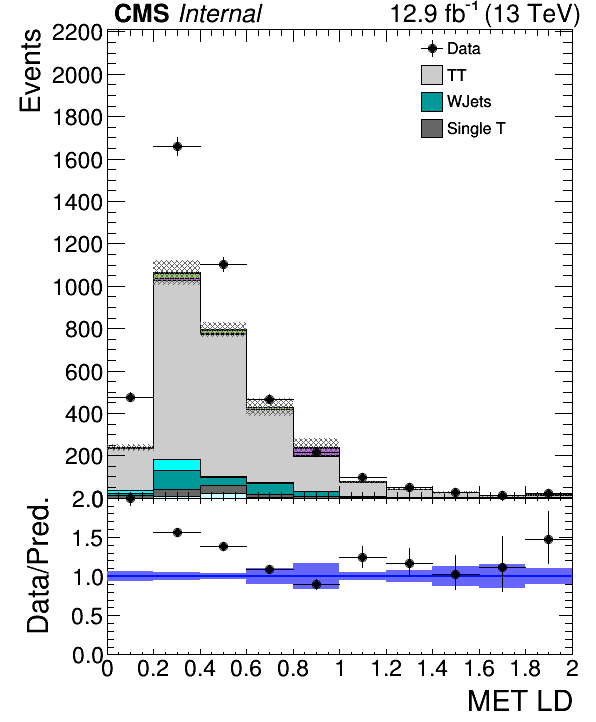 CMS Internal 12.9 fb⁻¹ (13 TeV)
Events
2200
2000
1800
1600
1400
1200
1000
800
600
400
200
Data
TT
WJets
Single T
Data/Pred.
2.0
1.5
1.0
0.5
0.0
0 0.2 0.4 0.6 0.8 1 1.2 1.4 1.6 1.8 2
MET LD